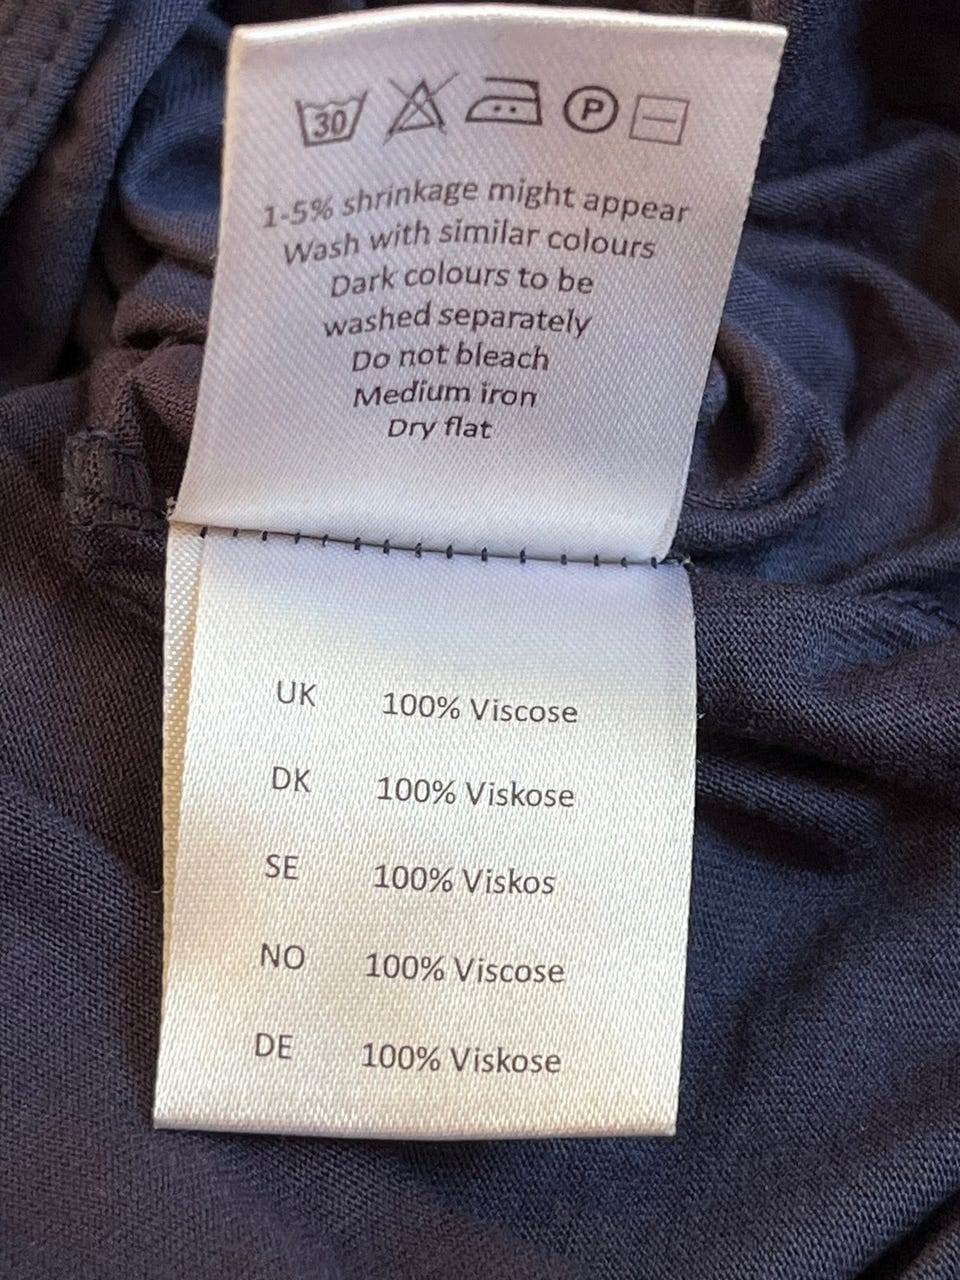 30 P
1-5% shrinkage might appear
Wash with similar colours
Dark colours to be
washed separately
Do not bleach
Medium iron
Dry flat
UK 100% Viscose
DK 100% Viskose
SE 100% Viskos
NO 100% Viscose
DE 100% Viskose